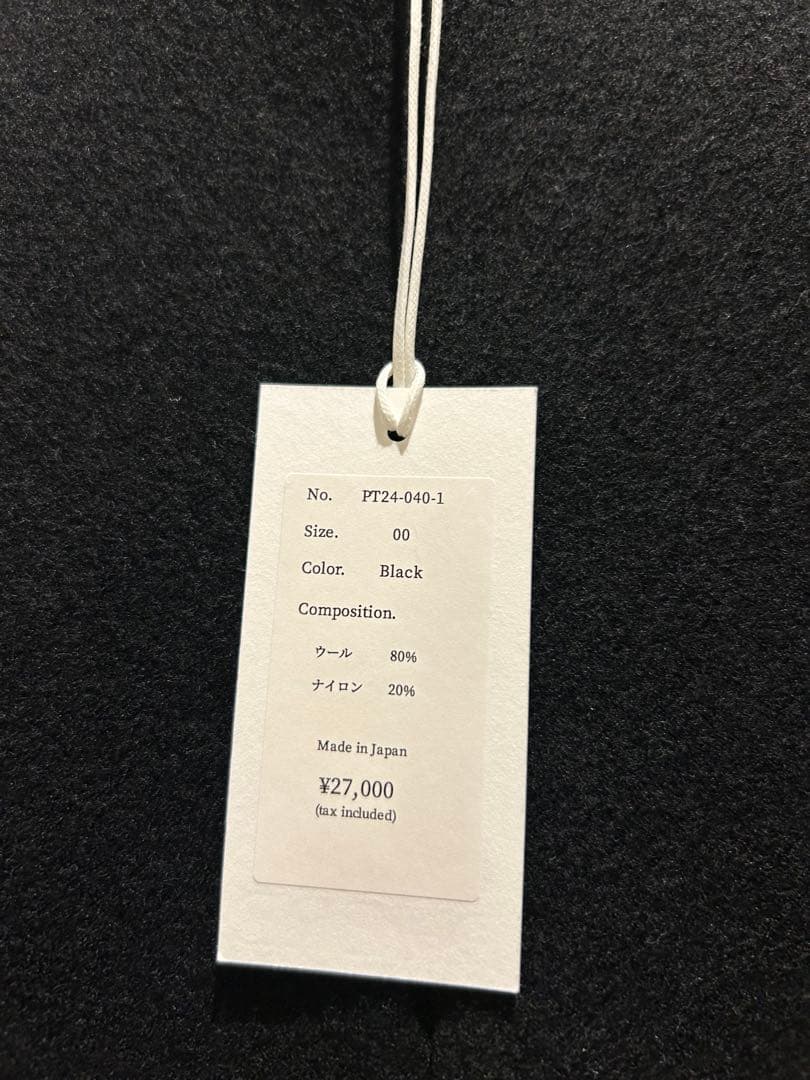 No. PT24-040-1
Size. 00
Color. Black
Composition.
ウール 80%
ナイロン 20%
Made in Japan
¥27,000
(tax included)